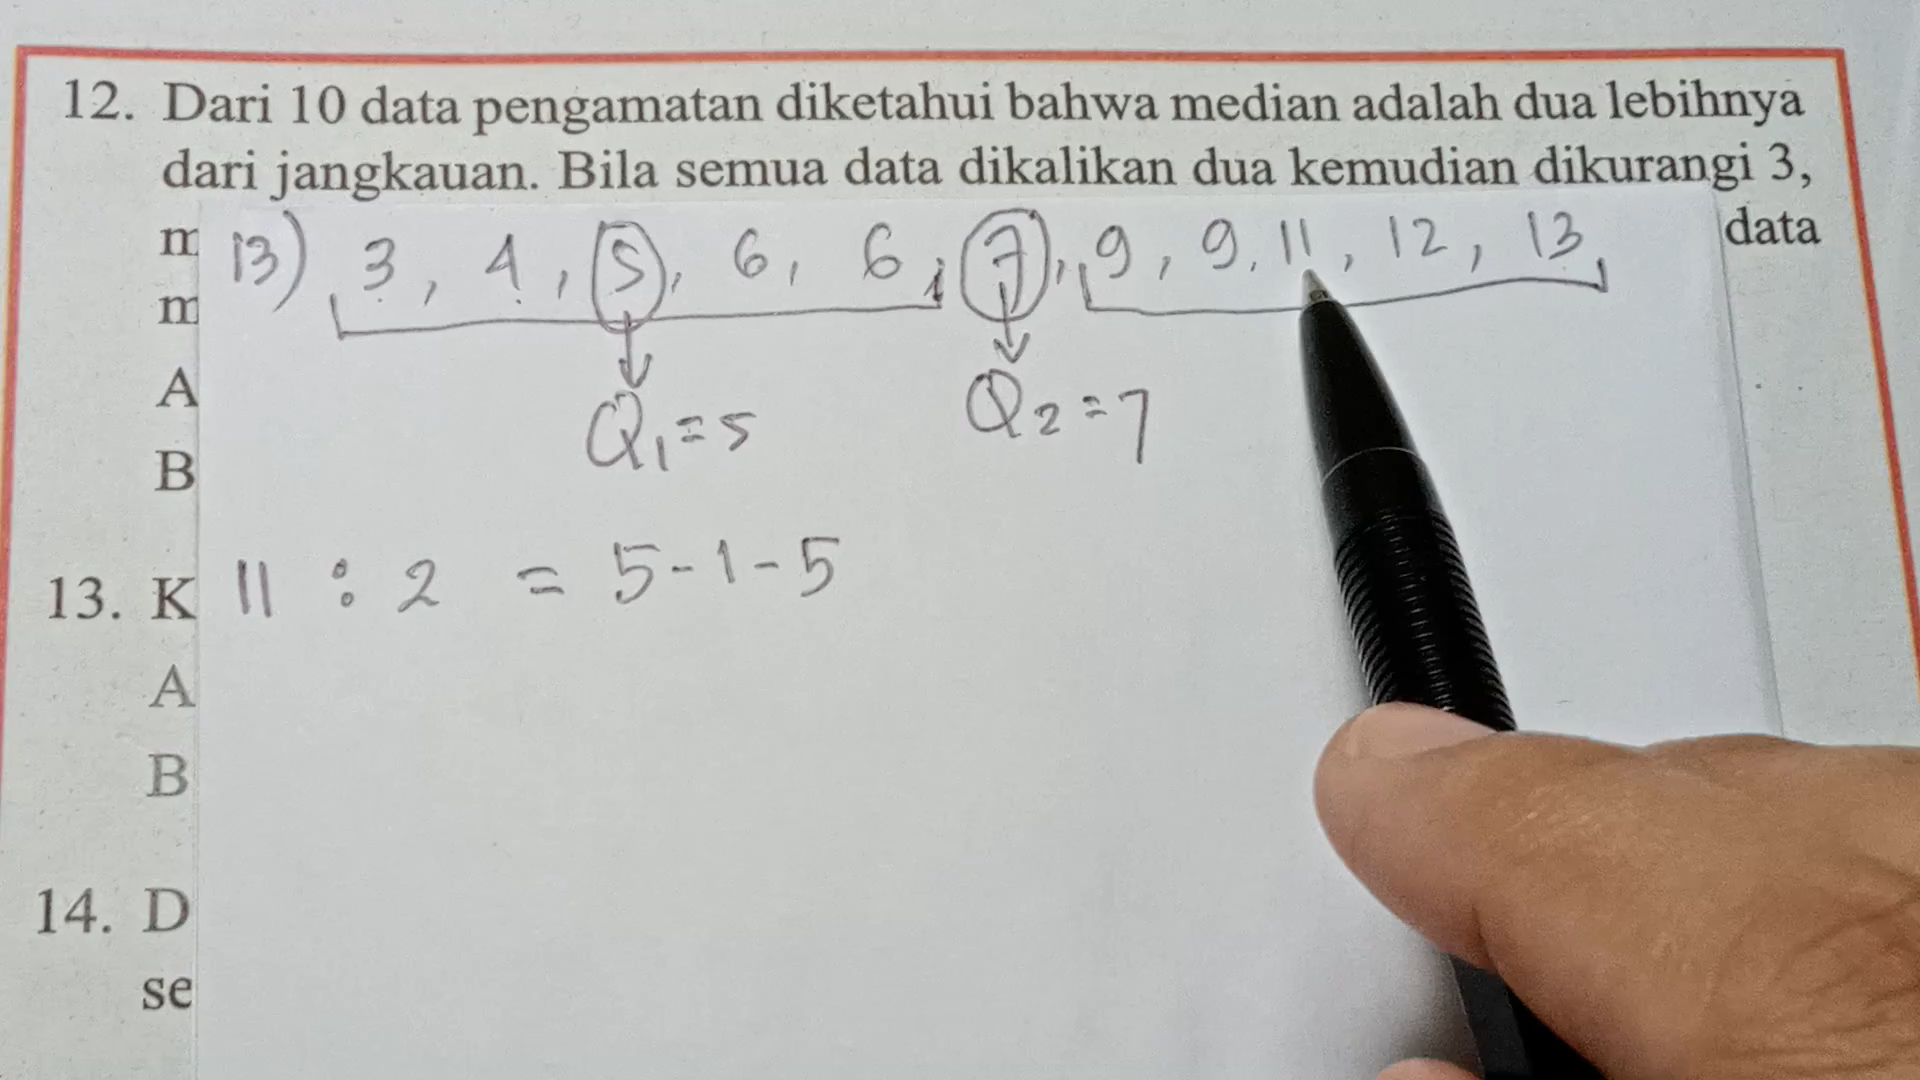 12. Dari 10 data pengamatan diketahui bahwa median adalah dua lebihnya
dari jangkauan. Bila semua data dikalikan dua kemudian dikurangi 3,
m data
13) 3, 4, 5, 6, 6, 7, 9, 9, 11, 12, 13
m
A
Q1=5 Q2=7
B
13. K
11 : 2 = 5-1-5
A
B
14. D
se